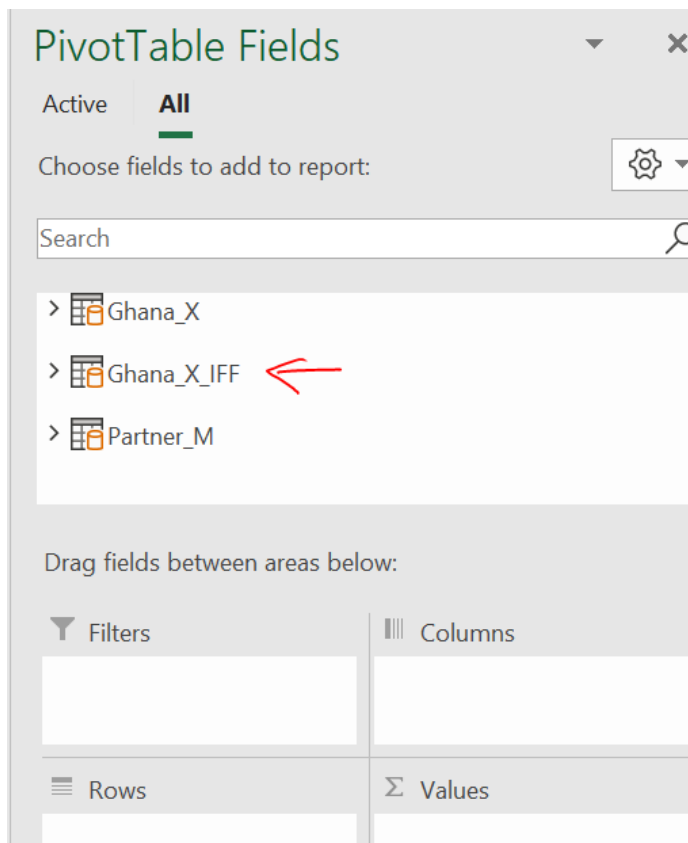 PivotTable Fields
Active All
Choose fields to add to report:
Search
Ghana_X
Ghana_X_IFF
Partner_M
Drag fields between areas below:
Filters
Columns
Rows
Σ Values